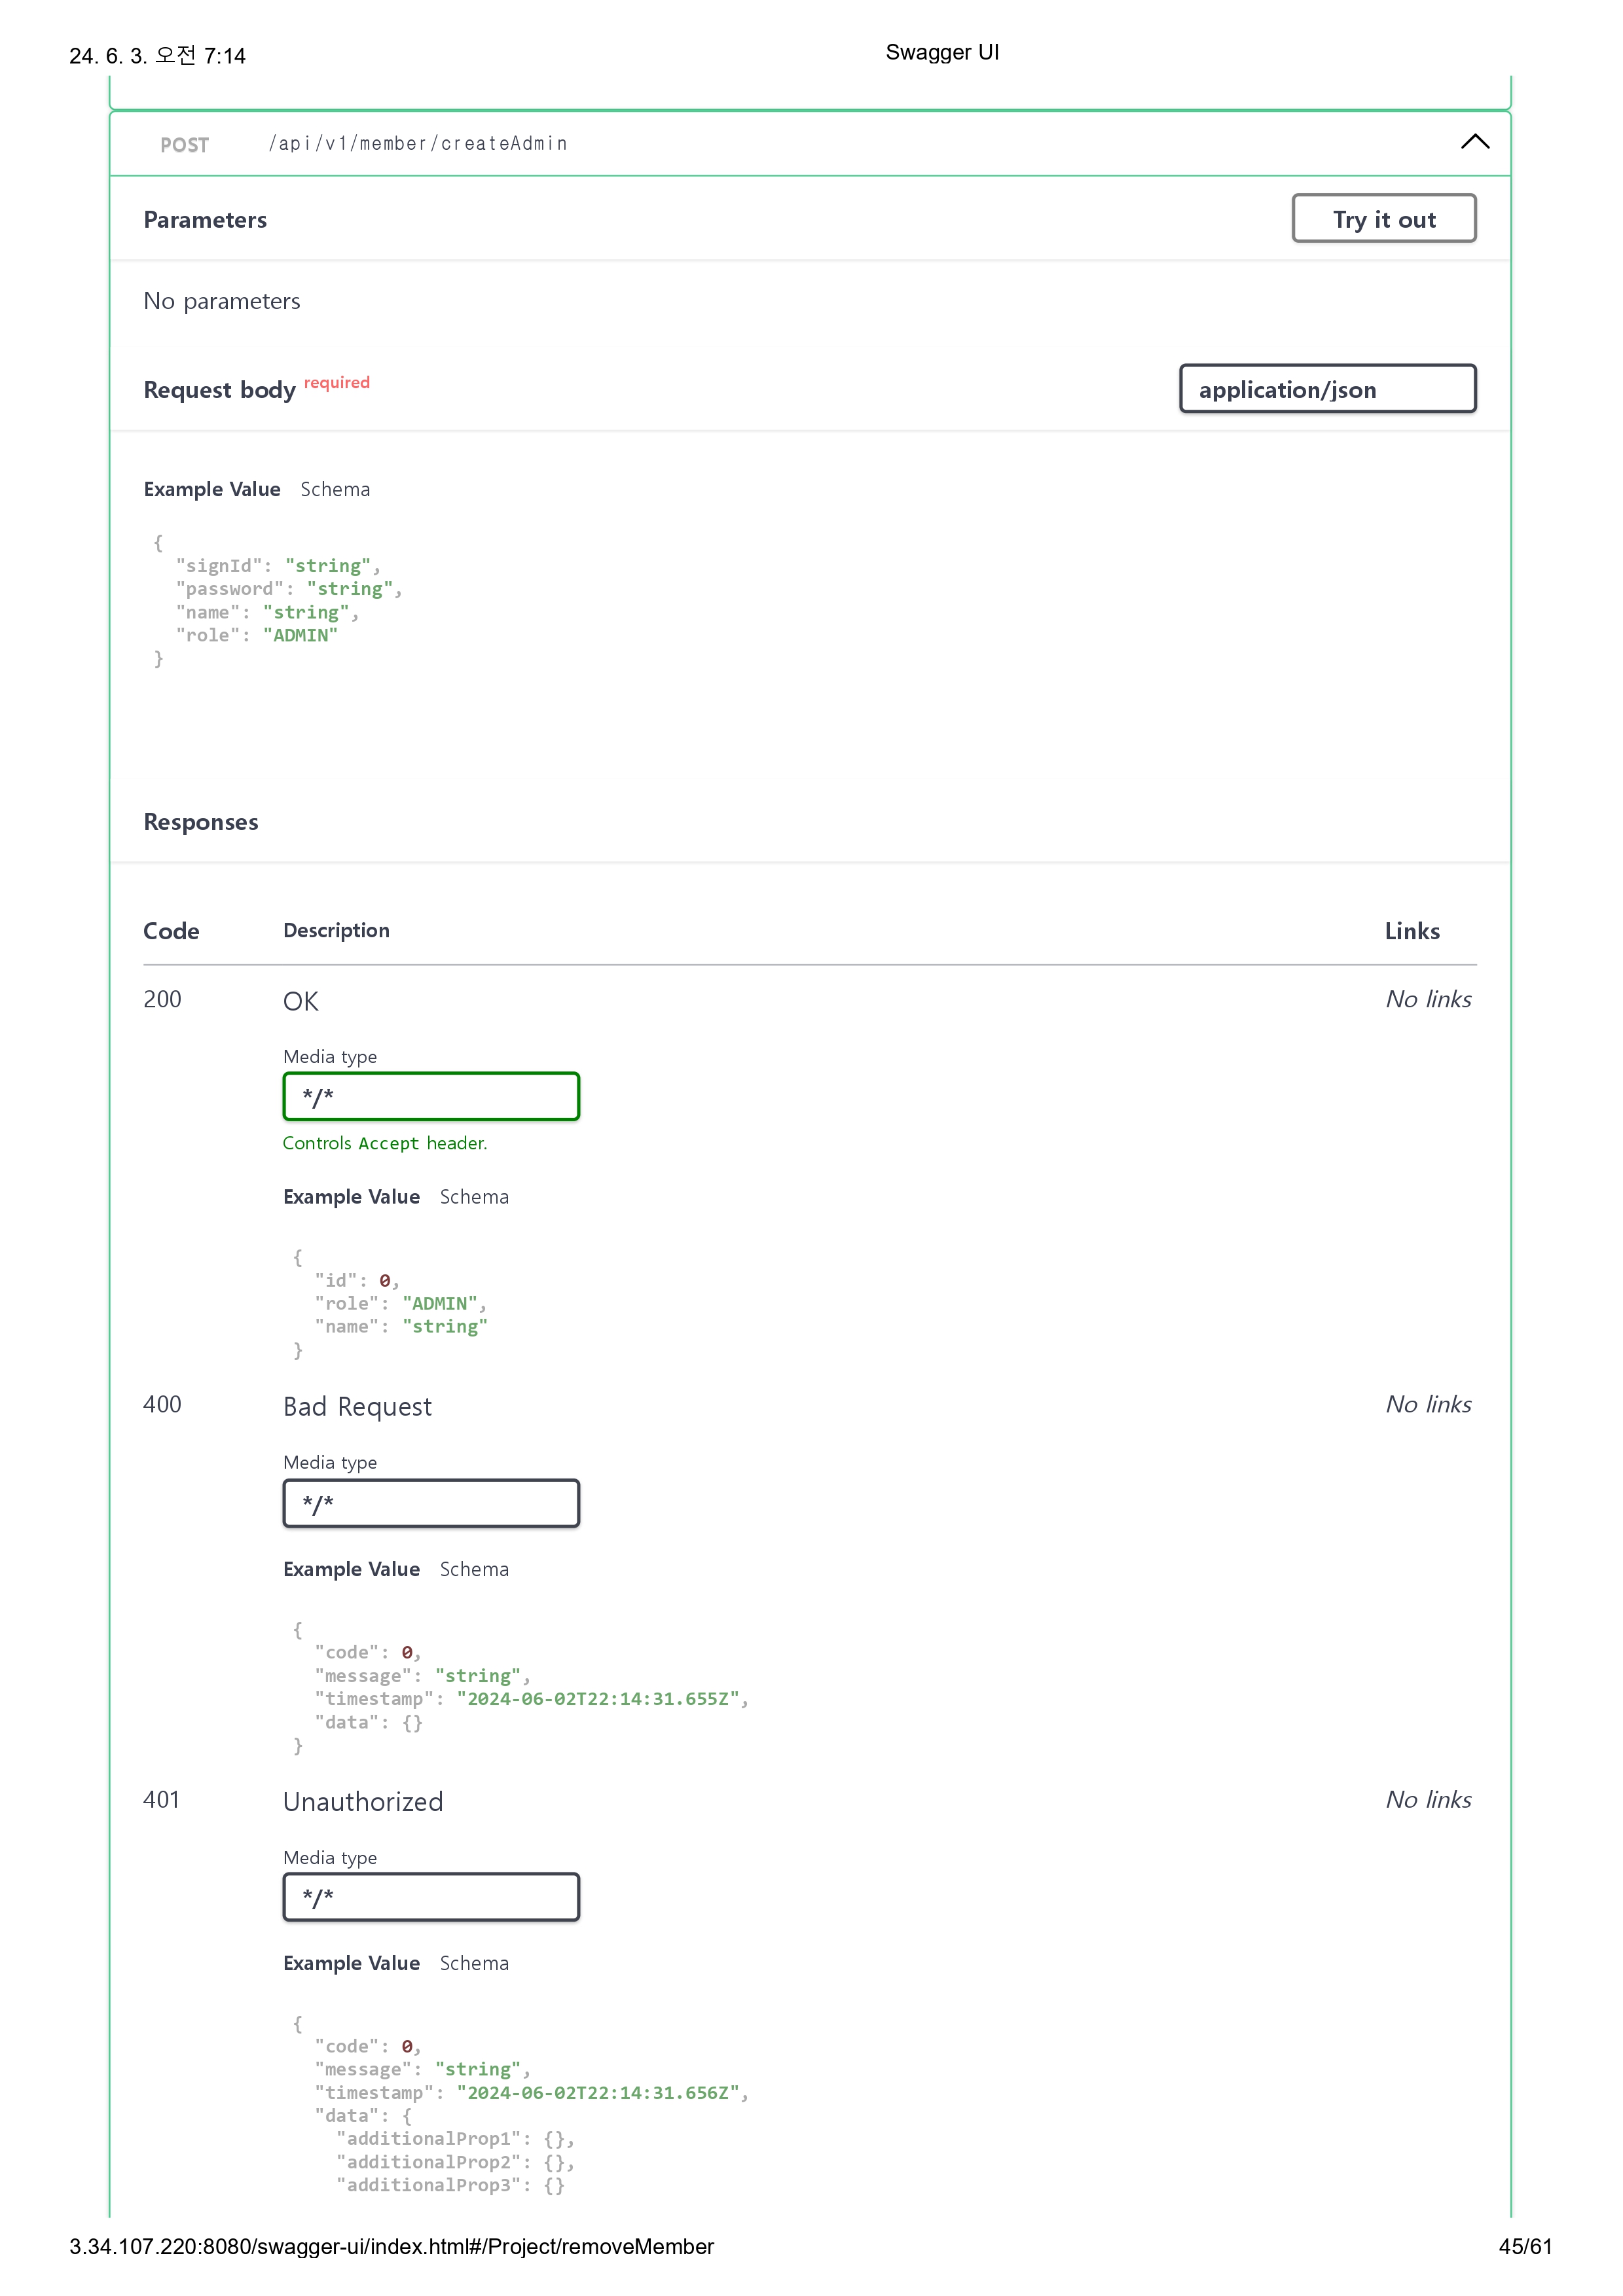 24. 6. 3. 오전 7:14 Swagger UI
POST /api/v1/member/createAdmin
Parameters Try it out
No parameters
Request body required application/json
Example Value Schema
{
  "signId": "string",
  "password": "string",
  "name": "string",
  "role": "ADMIN"
}
Responses
Code Description Links
200 OK No links
Media type
*/*
Controls Accept header.
Example Value Schema
{
  "id": 0,
  "role": "ADMIN",
  "name": "string"
}
400 Bad Request No links
Media type
*/*
Example Value Schema
{
  "code": 0,
  "message": "string",
  "timestamp": "2024-06-02T22:14:31.655Z",
  "data": {}
}
401 Unauthorized No links
Media type
*/*
Example Value Schema
{
  "code": 0,
  "message": "string",
  "timestamp": "2024-06-02T22:14:31.656Z",
  "data": {
    "additionalProp1": {},
    "additionalProp2": {},
    "additionalProp3": {}
3.34.107.220:8080/swagger-ui/index.html#/Project/removeMember 45/61